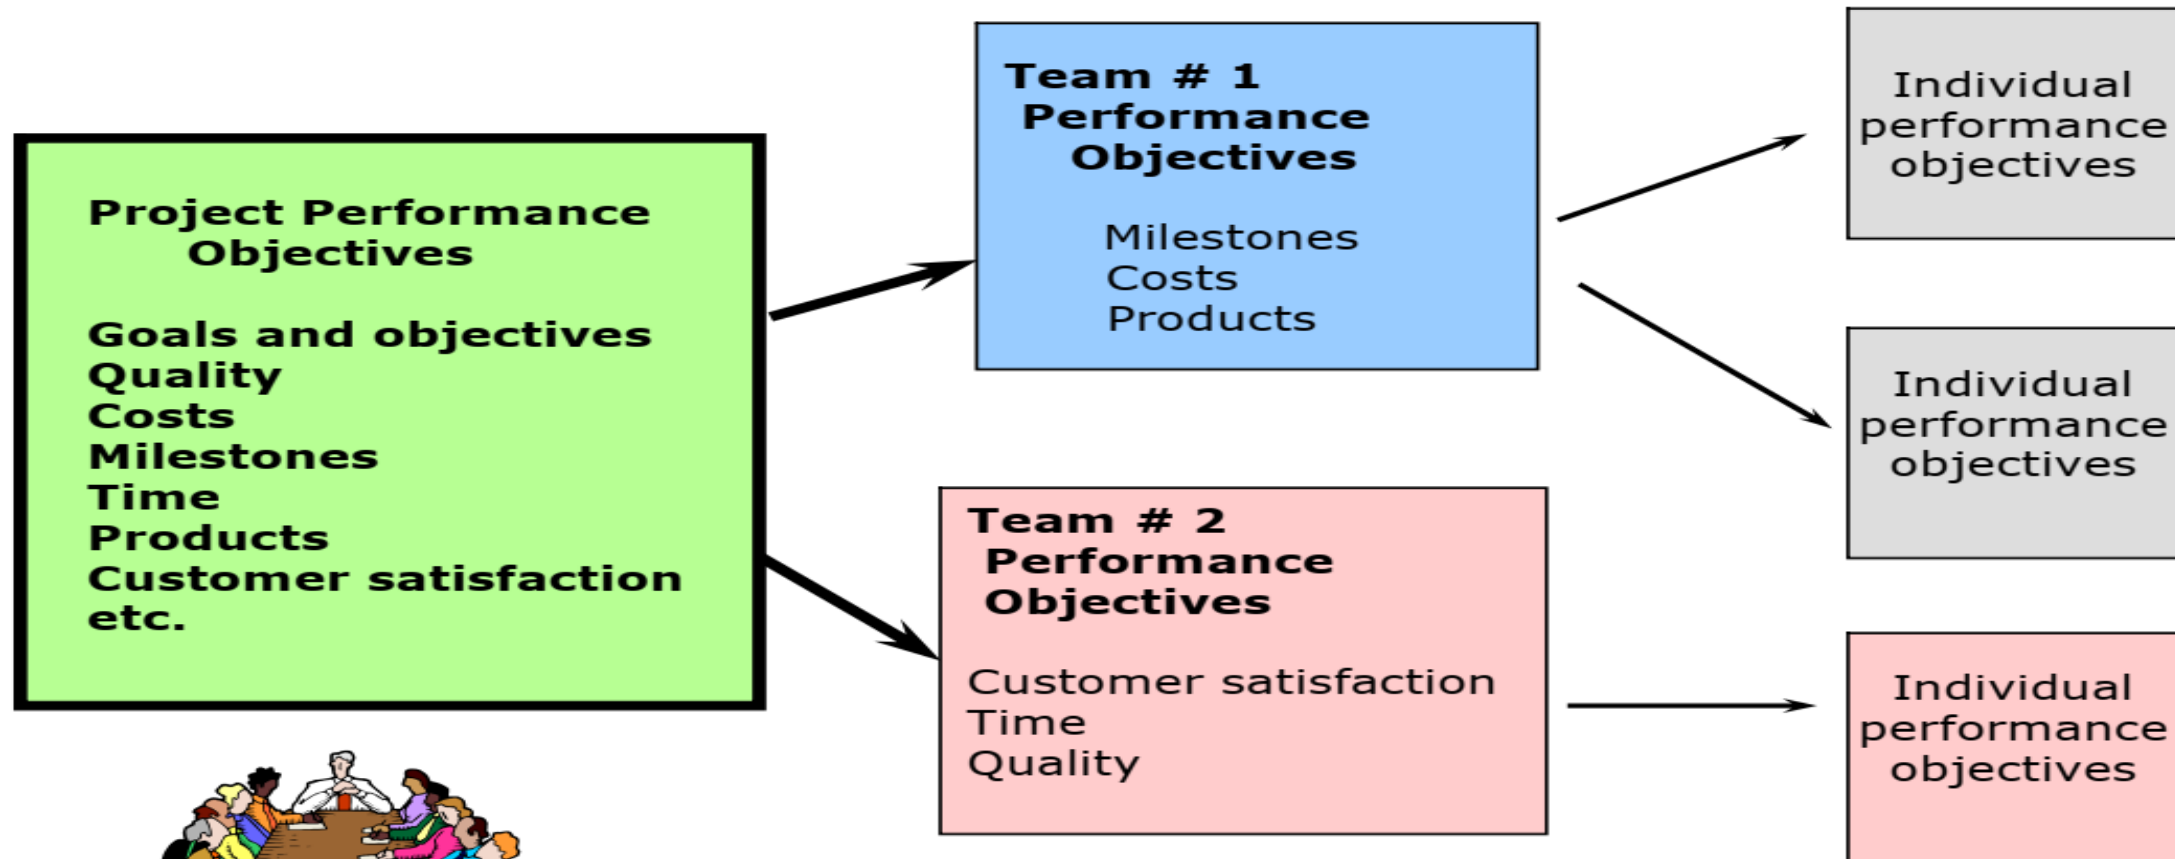 Project Performance
Objectives
Goals and objectives
Quality
Costs
Milestones
Time
Products
Customer satisfaction
etc.
Team # 1
Performance
Objectives
Milestones
Costs
Products
Team # 2
Performance
Objectives
Customer satisfaction
Time
Quality
Individual
performance
objectives
Individual
performance
objectives
Individual
performance
objectives